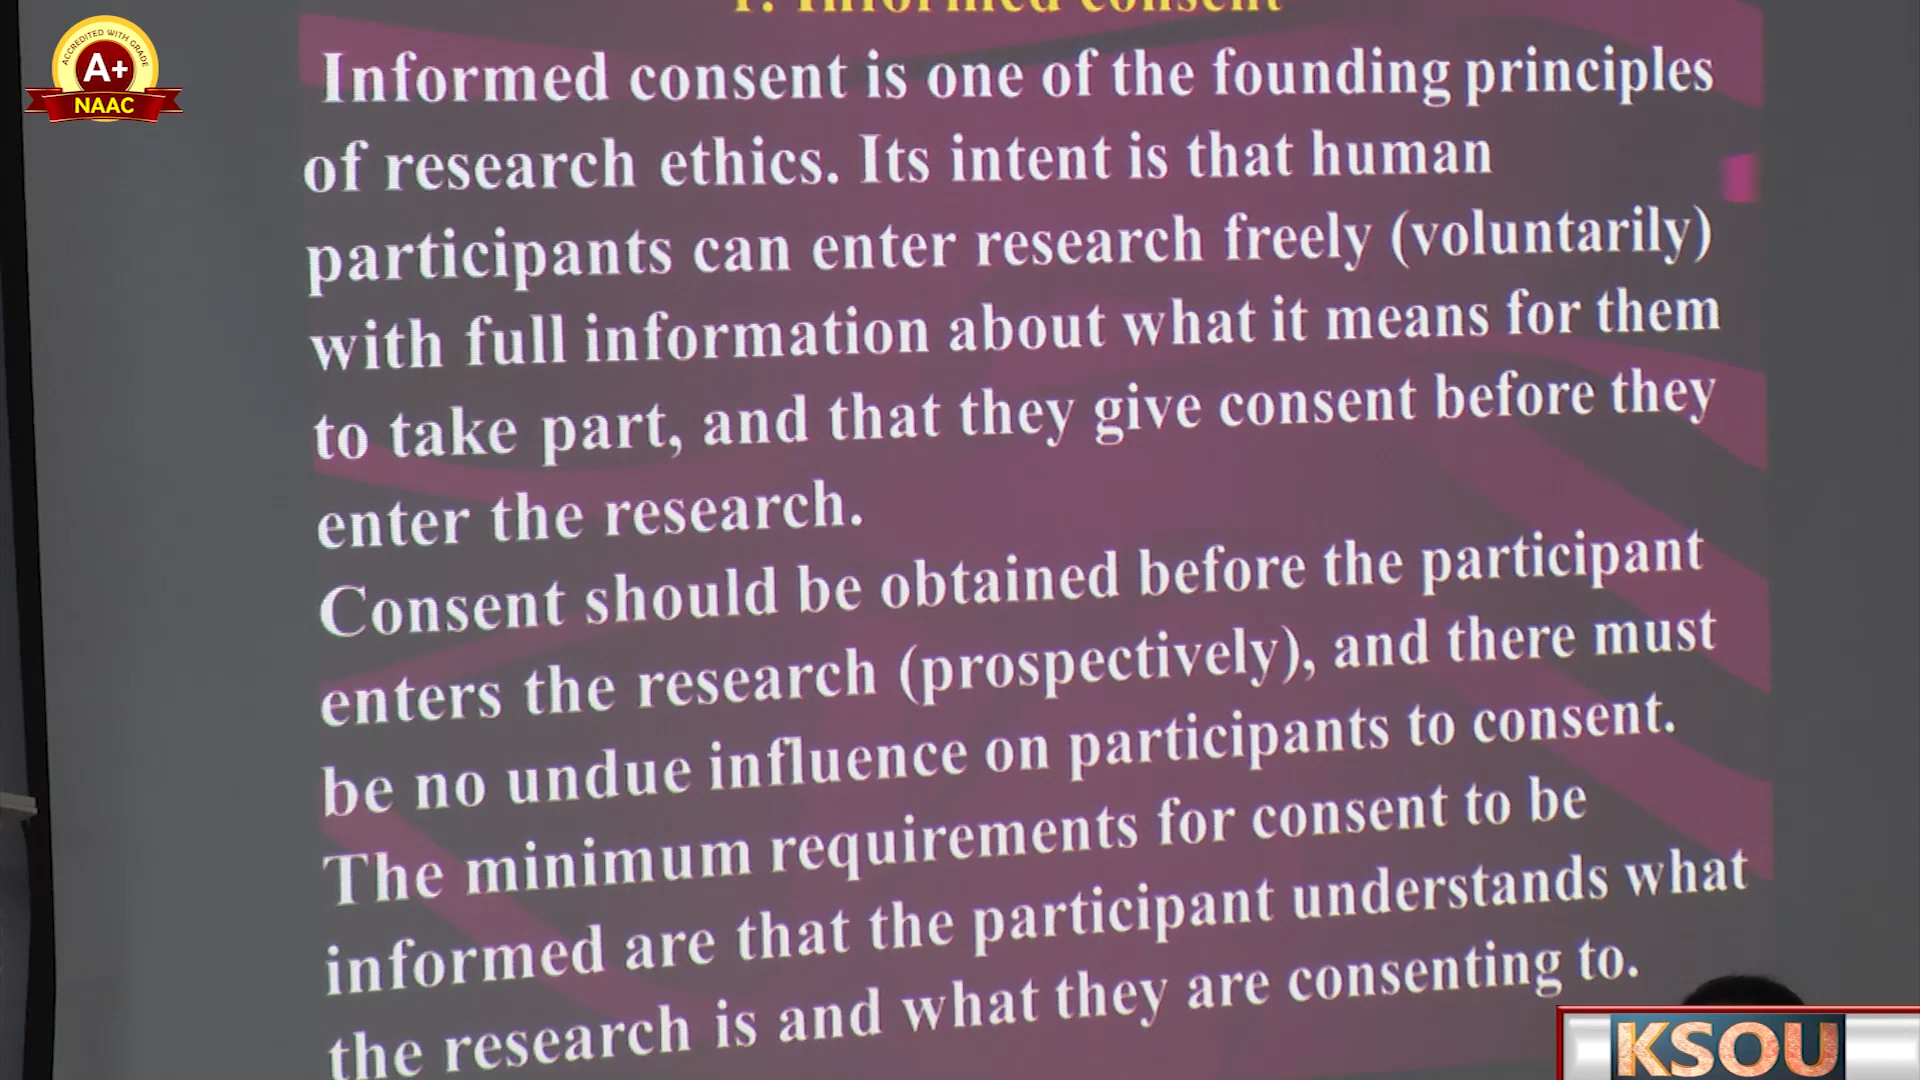 ACCREDITED WITH GRADE
A+
NAAC
1. Informed consent
Informed consent is one of the founding principles
of research ethics. Its intent is that human
participants can enter research freely (voluntarily)
with full information about what it means for them
to take part, and that they give consent before they
enter the research.
Consent should be obtained before the participant
enters the research (prospectively), and there must
be no undue influence on participants to consent.
The minimum requirements for consent to be
informed are that the participant understands what
the research is and what they are consenting to.
KSOU